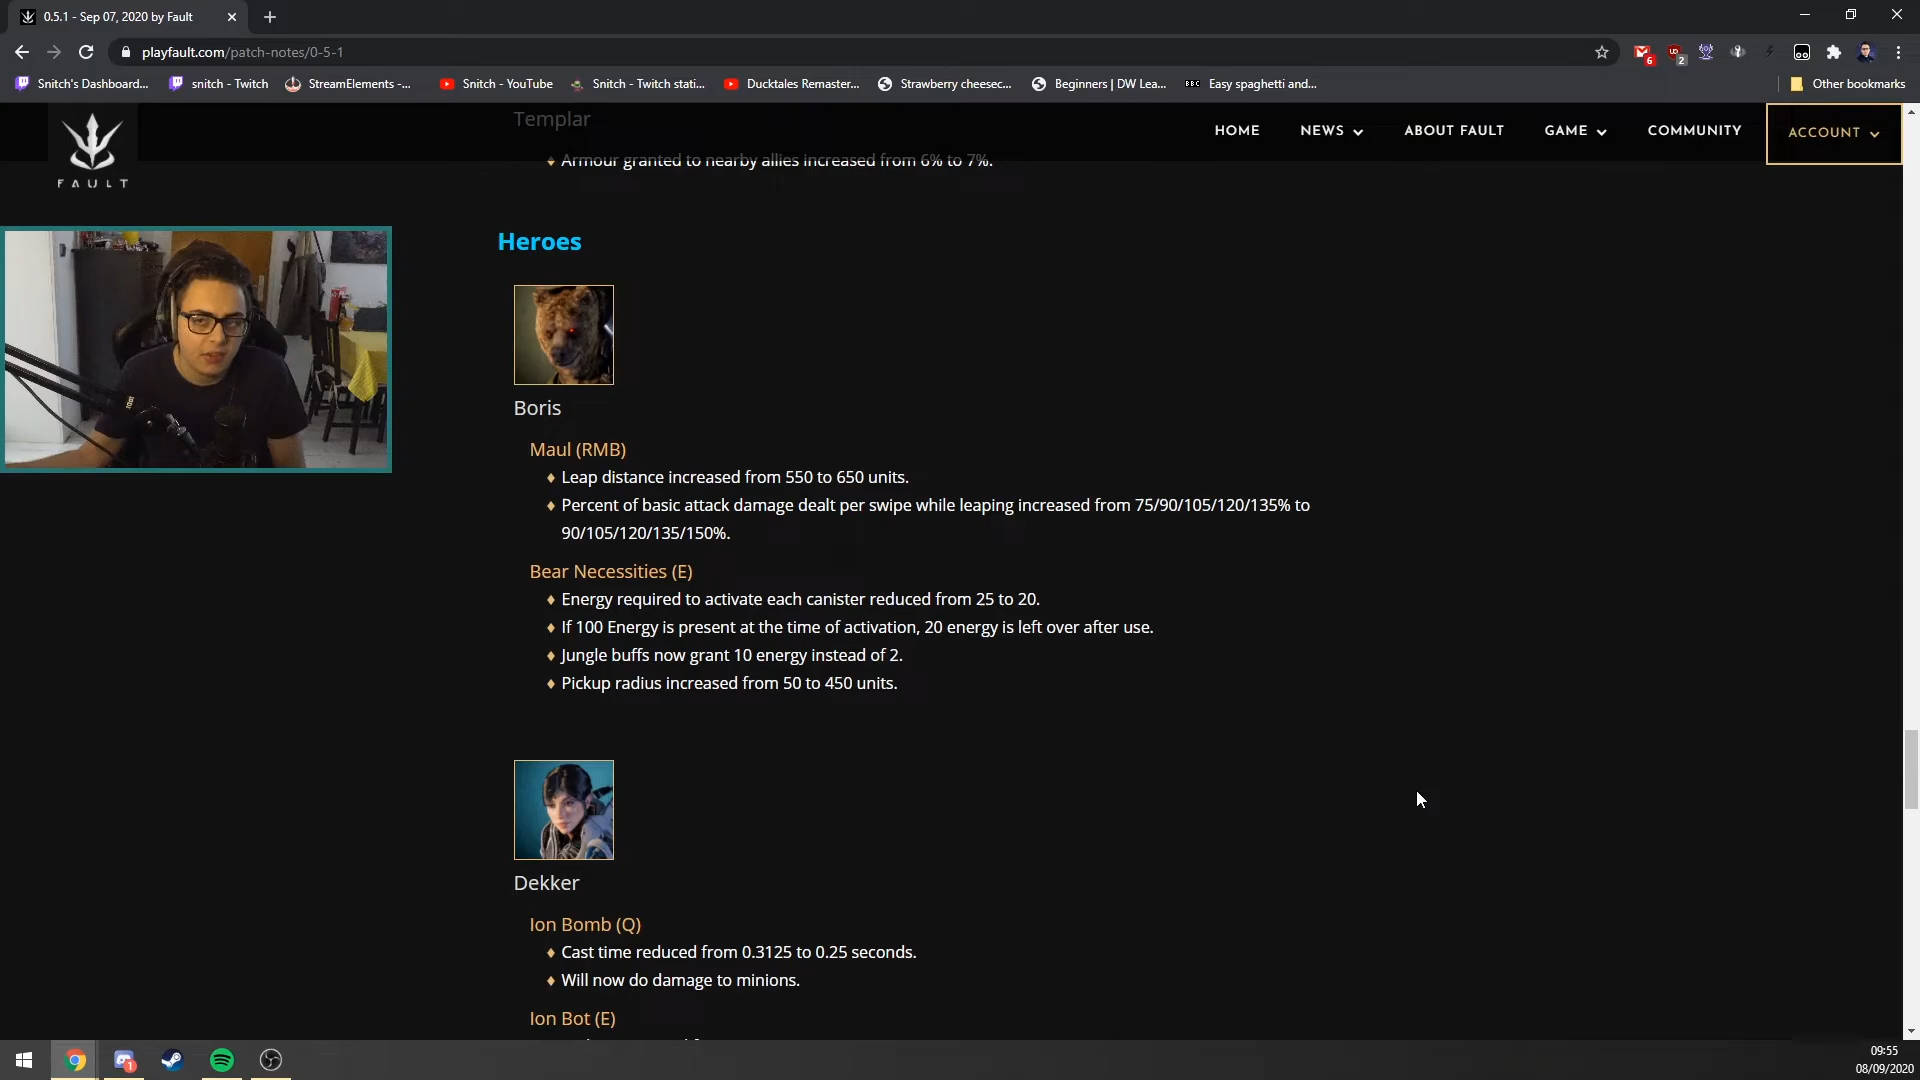 0.5.1 - Sep 07, 2020 by Fault
playfault.com/patch-notes/0-5-1
6
UD
2
Snitch's Dashboard...
snitch - Twitch
StreamElements -...
Snitch - YouTube
Snitch - Twitch stati...
Ducktales Remaster...
Strawberry cheesec...
Beginners | DW Lea...
BBC
Easy spaghetti and...
Other bookmarks
FAULT
HOME
NEWS
ABOUT FAULT
GAME
COMMUNITY
ACCOUNT
Templar
Armour granted to nearby allies increased from 6% to 7%.
Heroes
Boris
Maul (RMB)
Leap distance increased from 550 to 650 units.
Percent of basic attack damage dealt per swipe while leaping increased from 75/90/105/120/135% to
90/105/120/135/150%.
Bear Necessities (E)
Energy required to activate each canister reduced from 25 to 20.
If 100 Energy is present at the time of activation, 20 energy is left over after use.
Jungle buffs now grant 10 energy instead of 2.
Pickup radius increased from 50 to 450 units.
Dekker
Ion Bomb (Q)
Cast time reduced from 0.3125 to 0.25 seconds.
Will now do damage to minions.
Ion Bot (E)
1
09:55
08/09/2020